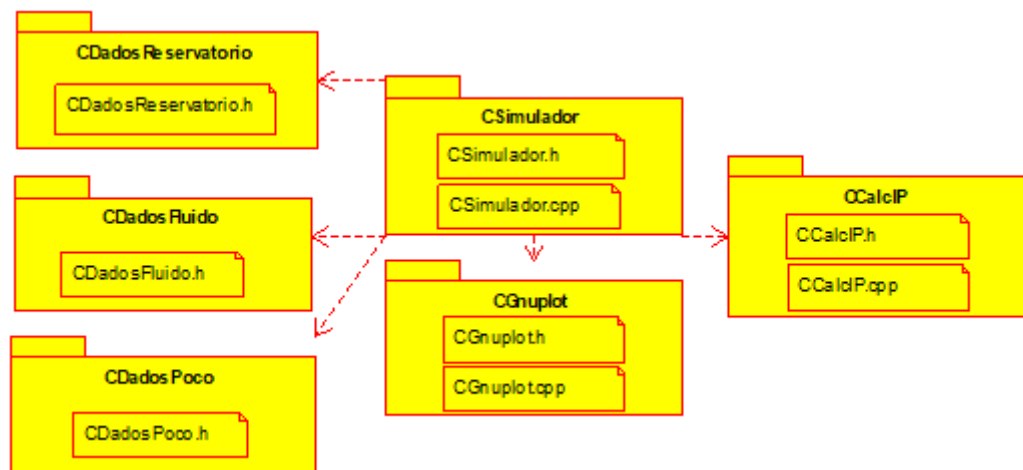 CDadosReservatorio
CDadosReservatorio.h
CDadosFluido
CDadosFluido.h
CDadosPoco
CDadosPoco.h
CSimulador
CSimulador.h
CSimulador.cpp
CGnuplot
CGnuplot.h
CGnuplot.cpp
CCalcIP
CCalcIP.h
CCalcIP.cpp